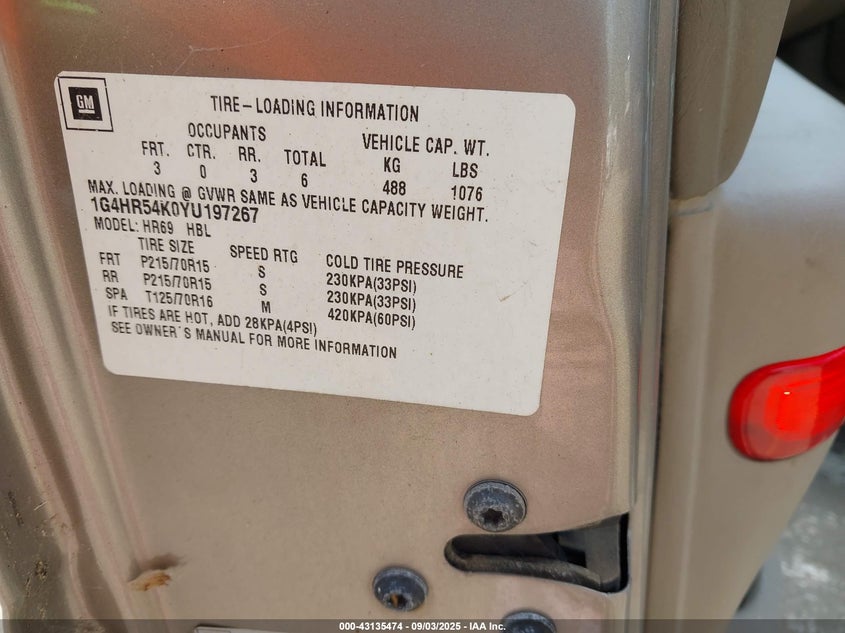 GM
TIRE-LOADING INFORMATION
OCCUPANTS VEHICLE CAP. WT.
FRT. CTR. RR. TOTAL KG LBS
3 0 3 6 488 1076
MAX. LOADING @ GVWR SAME AS VEHICLE CAPACITY WEIGHT.
1G4HR54K0YU197267
MODEL: HR69 HBL
TIRE SIZE SPEED RTG COLD TIRE PRESSURE
FRT P215/70R15 S 230KPA(33PSI)
RR P215/70R15 S 230KPA(33PSI)
SPA T125/70R16 M 420KPA(60PSI)
IF TIRES ARE HOT, ADD 28KPA(4PSI)
SEE OWNER'S MANUAL FOR MORE INFORMATION
000-43135474 | 09/03/2025 - IAA Inc.